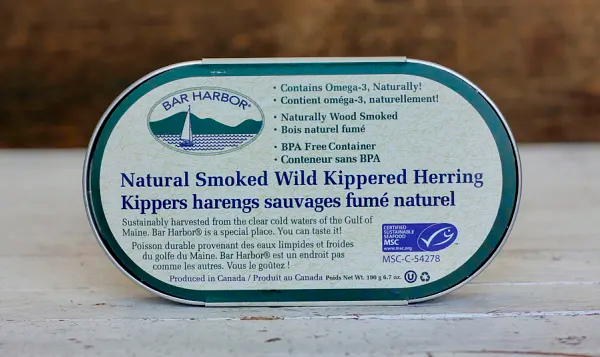 BAR HARBOR®
• Contains Omega-3, Naturally!
• Contient oméga-3, naturellement!
• Naturally Wood Smoked
• Bois naturel fumé
• BPA Free Container
• Conteneur sans BPA
Natural Smoked Wild Kippered Herring
Kippers harengs sauvages fumé naturel
Sustainably harvested from the clear cold waters of the Gulf of
Maine. Bar Harbor® is a special place. You can taste it!
Poisson durable provenant des eaux limpides et froides
du golfe du Maine. Bar Harbor® est un endroit pas
comme les autres. Vous le goûtez !
CERTIFIED
SUSTAINABLE
SEAFOOD
MSC
www.msc.org
MSC-C-54278
Produced in Canada / Produit au Canada Poids Net Wt. 190 g 6.7 oz. U